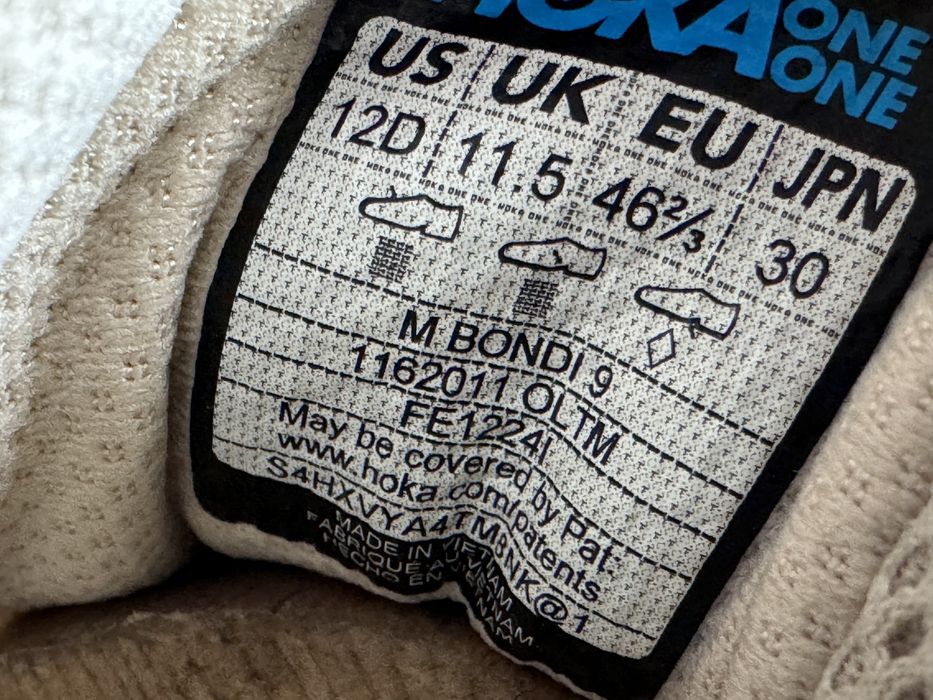 HOKA ONE ONE
US UK EU JPN
12D 11.5 46⅔ 30
M BONDI 9
1162011 OLTM
FE1224I
May be covered by Pat.
www.hoka.com/patents
S4HXVYA4TM8NK@1
MADE IN VIETNAM
FABRIQUÉ AU VIETNAM
HECHO EN VIETNAM